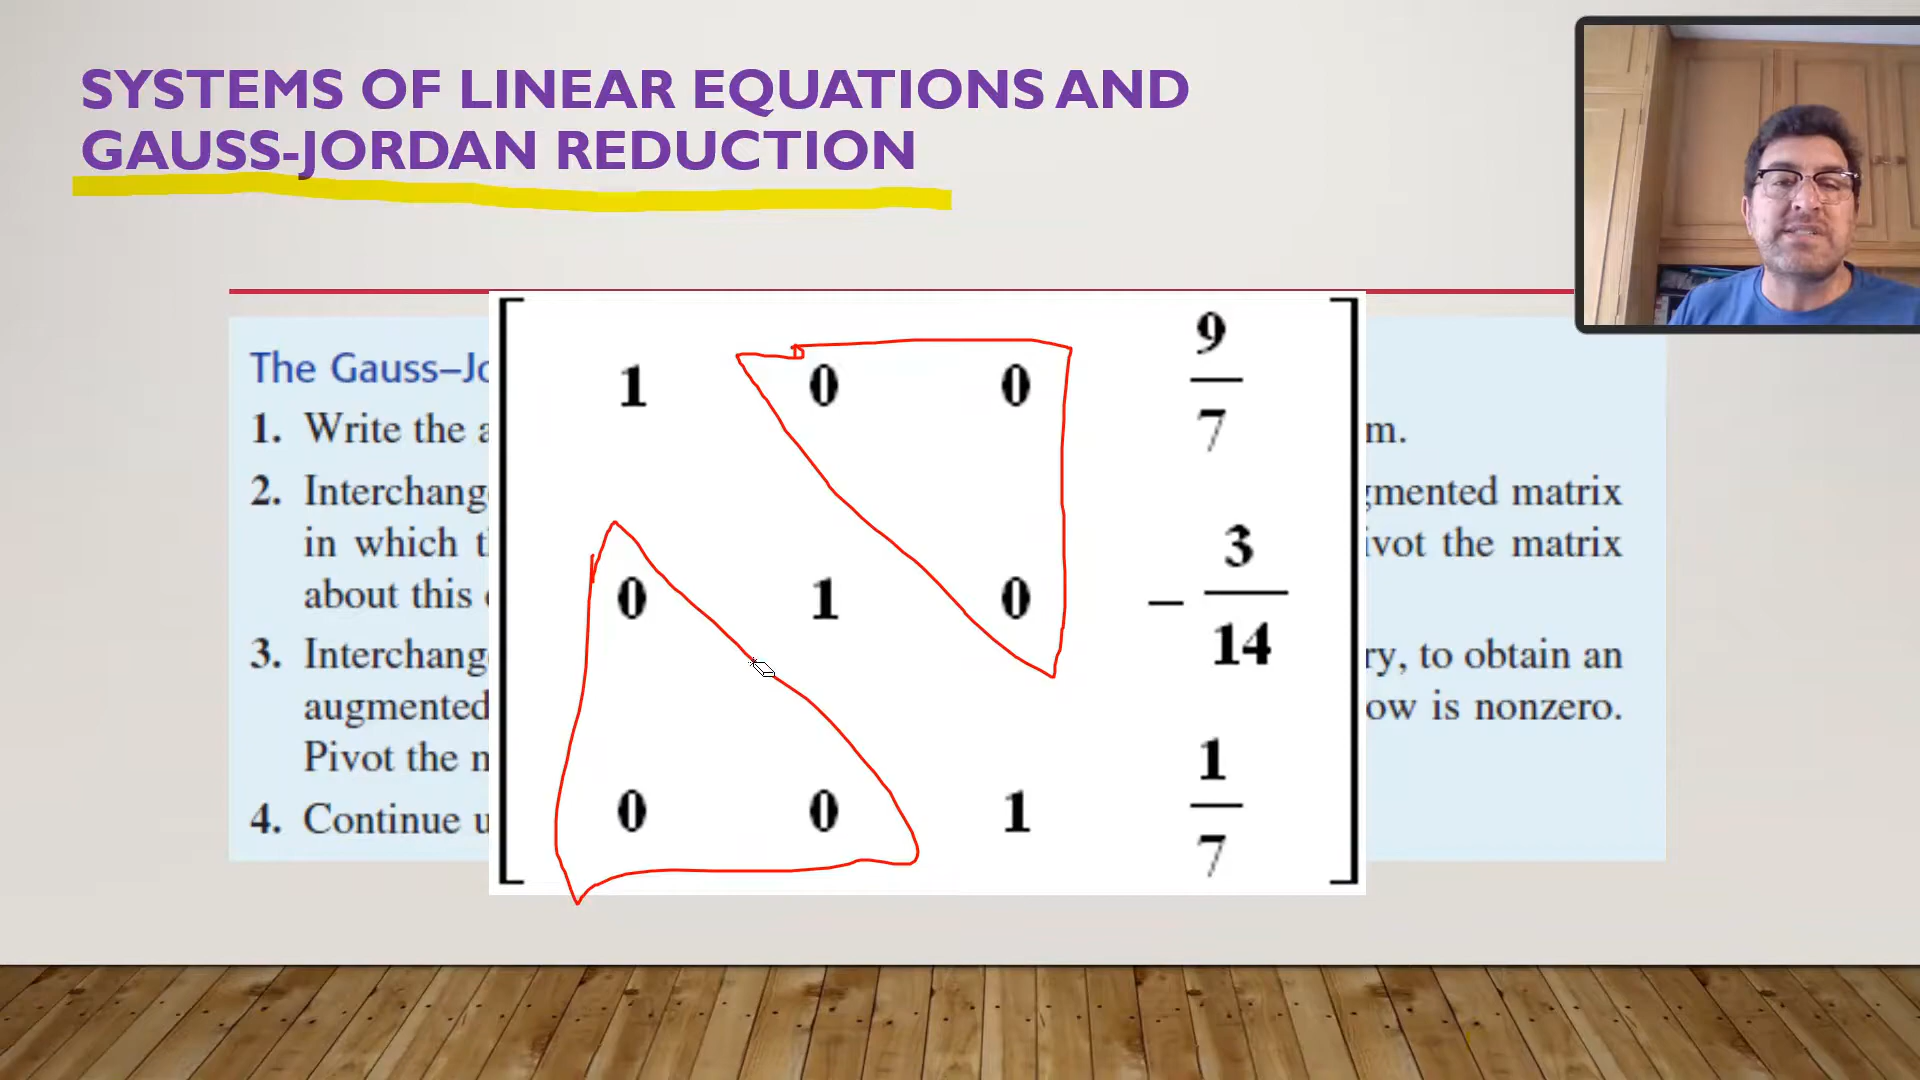 SYSTEMS OF LINEAR EQUATIONS AND
GAUSS-JORDAN REDUCTION
The Gauss–Jo
1. Write the a m.
2. Interchang gmented matrix
in which t ivot the matrix
about this
3. Interchang ry, to obtain an
augmented ow is nonzero.
Pivot the
4. Continue u
1 0 0 9/7
0 1 0 - 3/14
0 0 1 1/7